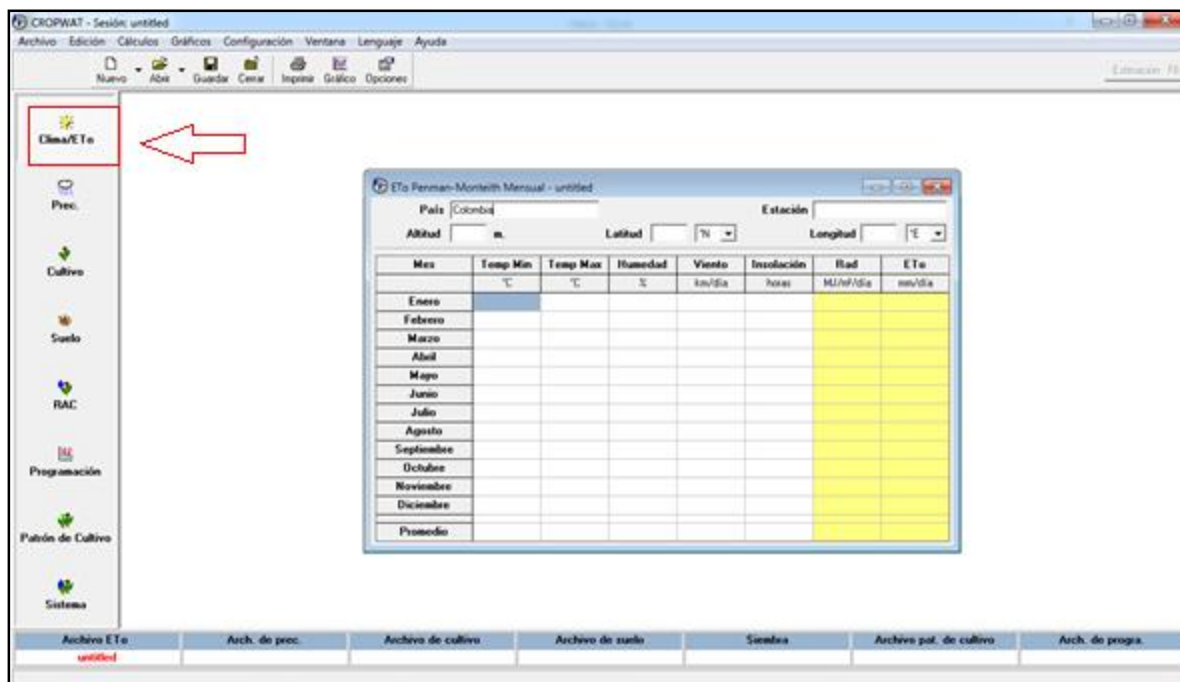 CROPWAT - Sesión: untitled
Archivo Edición Cálculos Gráficos Configuración Ventana Lenguaje Ayuda
Nuevo Abrir Guardar Cerrar Imprimir Gráfico Opciones
Clima/ETo
Prec.
Cultivo
Suelo
RAC
Programación
Patrón de Cultivo
Sistema
ETo Penman-Monteith Mensual - untitled
País Colombia Estación
Altitud m. Latitud °N Longitud °E
Mes Temp Min Temp Max Humedad Viento Insolación Rad ETo
°C °C % km/día horas MJ/m²/día mm/día
Enero
Febrero
Marzo
Abril
Mayo
Junio
Julio
Agosto
Septiembre
Octubre
Noviembre
Diciembre
Promedio
Archivo ETo Arch. de prec. Archivo de cultivo Archivo de suelo Siembra Archivo pat. de cultivo Arch. de progra.
untitled